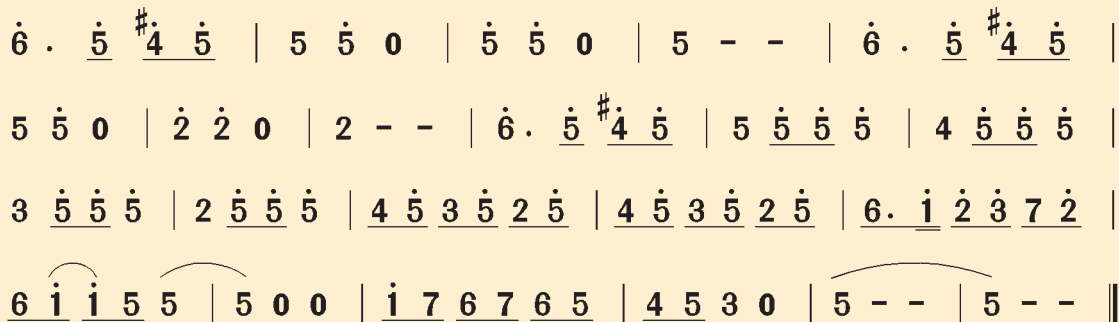 6̇ . 5̇ #4̇ 5̇ | 5 5̇ 0 | 5̇ 5̇ 0 | 5 – – | 6̇ . 5̇ #4̇ 5̇ |
5 5̇ 0 | 2̇ 2̇ 0 | 2 – – | 6̇ . 5̇ #4̇ 5̇ | 5 5̇ 5̇ 5̇ | 4 5̇ 5̇ 5̇ |
3 5̇ 5̇ 5̇ | 2 5̇ 5̇ 5̇ | 4 5̇ 3 5̇ 2 5̇ | 4 5̇ 3 5̇ 2 5̇ | 6. 1̇ 2̇ 3̇ 7 2̇ |
6 1̇ 1̇ 5 5 | 5 0 0 | 1̇ 7 6 7 6 5 | 4 5 3 0 | 5 – – | 5 – – ‖